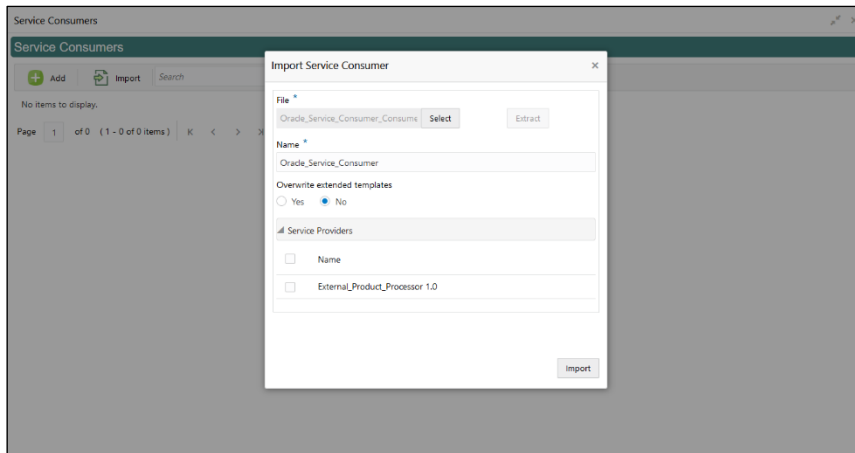 Service Consumers
Service Consumers
Add Import Search
No items to display.
Page 1 of 0 (1 - 0 of 0 items)
Import Service Consumer
File *
Oracle_Service_Consumer_Consume Select Extract
Name *
Oracle_Service_Consumer
Overwrite extended templates
Yes No
Service Providers
Name
External_Product_Processor 1.0
Import